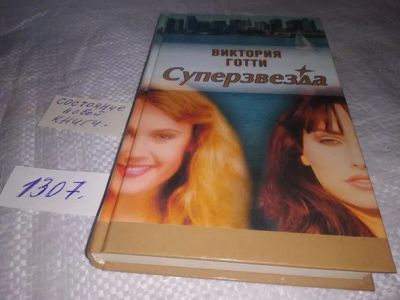 ВИКТОРИЯ
ГОТТИ
Суперзвезда
состояние
новой
книги.
1307.